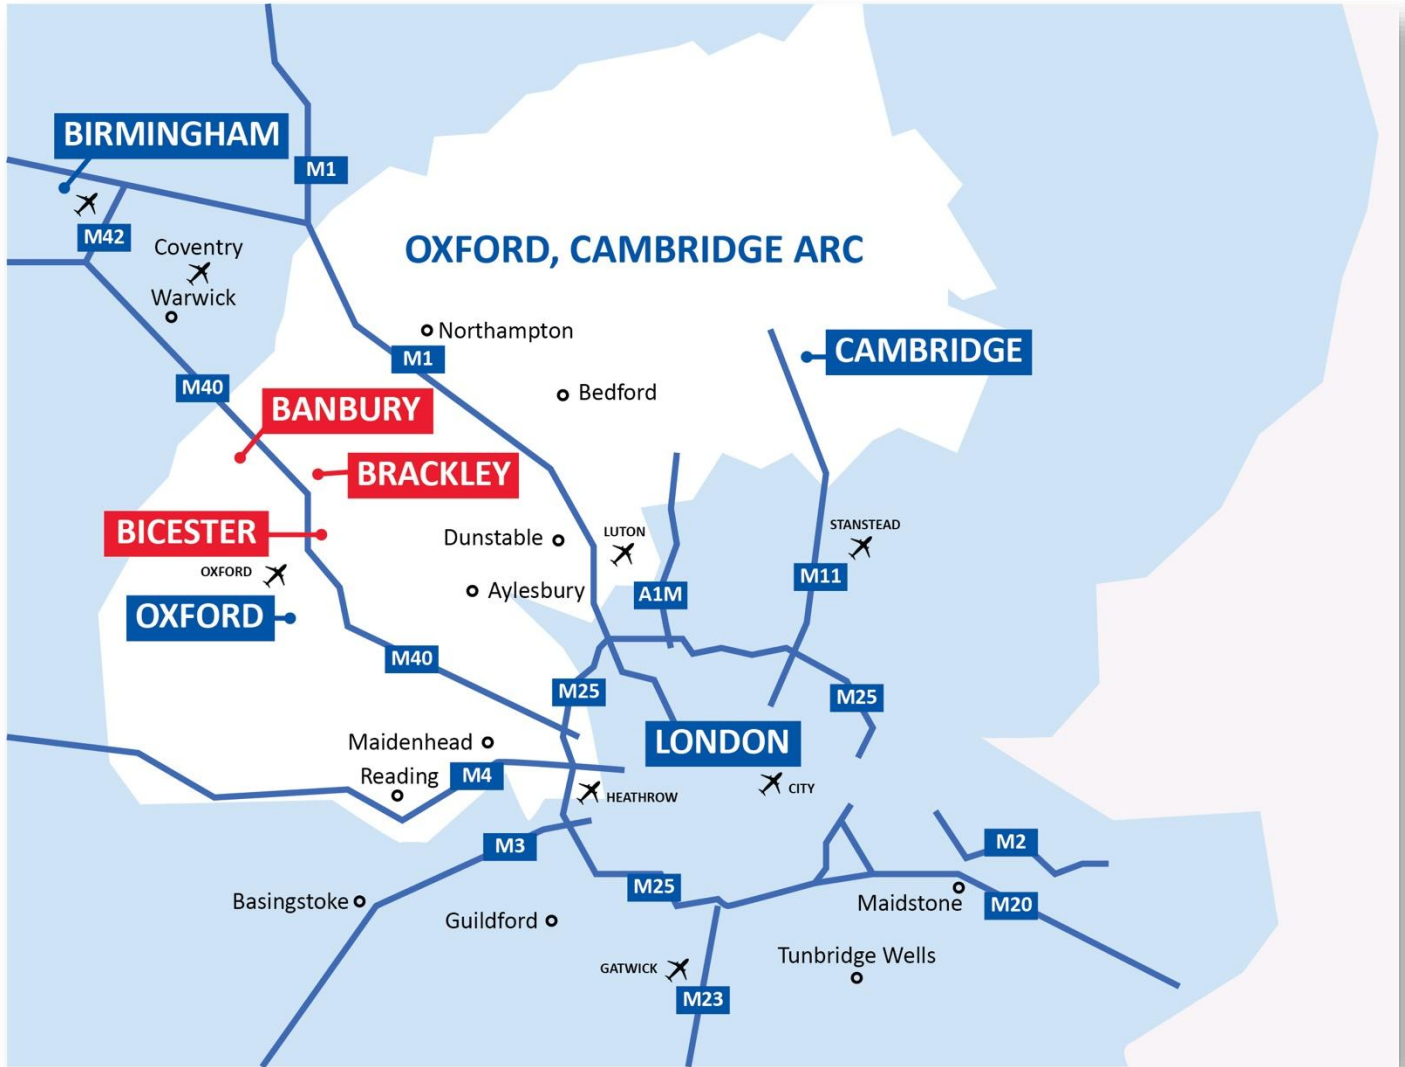 BIRMINGHAM
M1
M42
Coventry
Warwick
OXFORD, CAMBRIDGE ARC
Northampton
M1
CAMBRIDGE
M40
BANBURY
Bedford
BRACKLEY
BICESTER
Dunstable
LUTON
STANSTEAD
OXFORD
M11
Aylesbury
A1M
OXFORD
M40
M25
M25
Maidenhead
LONDON
Reading
M4
HEATHROW
CITY
M3
M2
M25
Basingstoke
Maidstone
M20
Guildford
Tunbridge Wells
GATWICK
M23